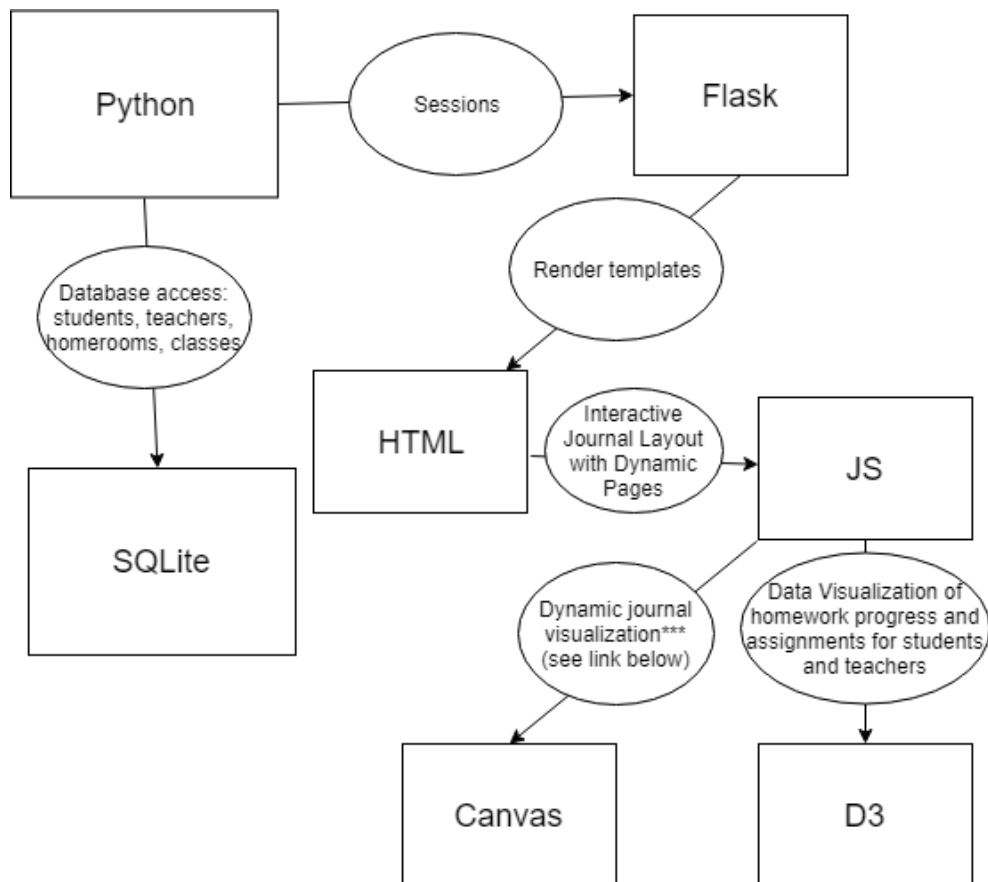 Python
Sessions
Flask
Render templates
Database access:
students, teachers,
homerooms, classes
HTML
Interactive
Journal Layout
with Dynamic
Pages
JS
SQLite
Dynamic journal
visualization***
(see link below)
Data Visualization of
homework progress and
assignments for students
and teachers
Canvas
D3